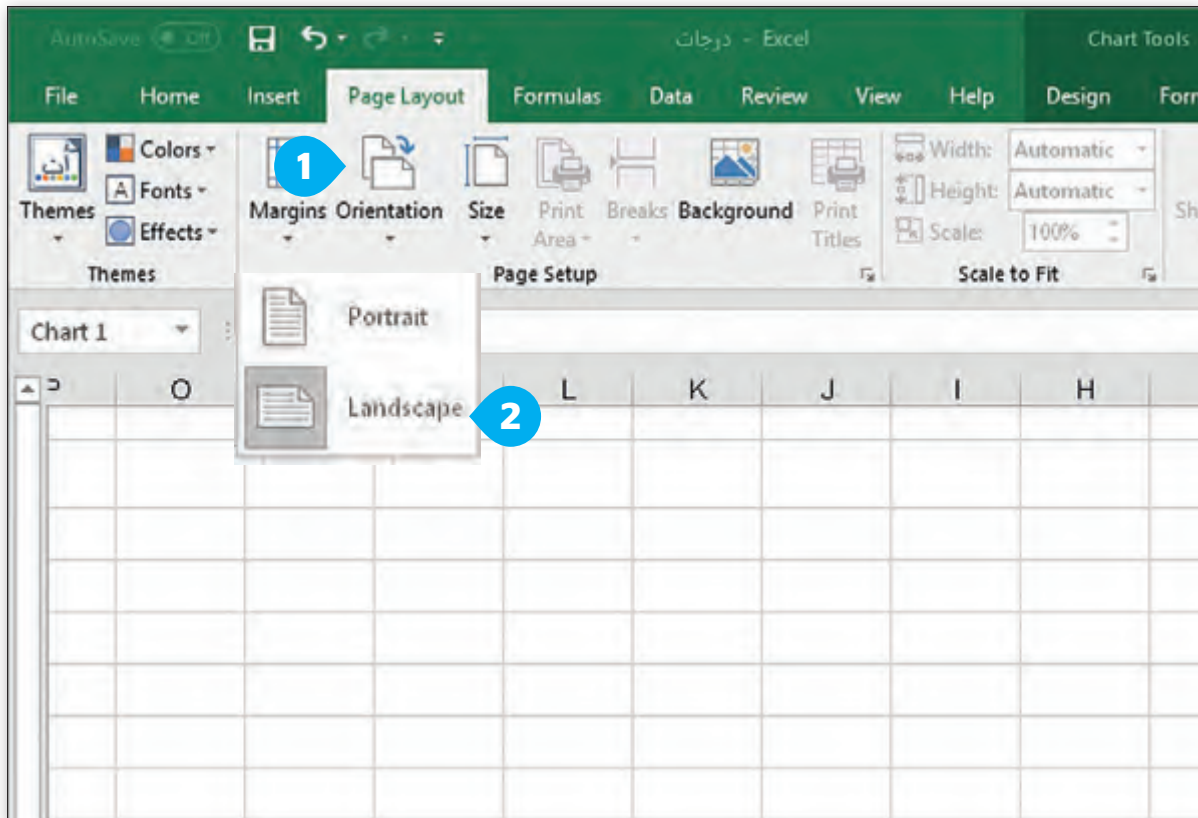 AutoSave Off درجات - Excel Chart Tools
File Home Insert Page Layout Formulas Data Review View Help Design
Themes Colors Fonts Effects
1
Margins Orientation Size Print Area Breaks Background Print Titles
Width: Automatic
Height: Automatic
Scale: 100%
Themes Page Setup Scale to Fit
Chart 1
Portrait
Landscape
2
O L K J I H